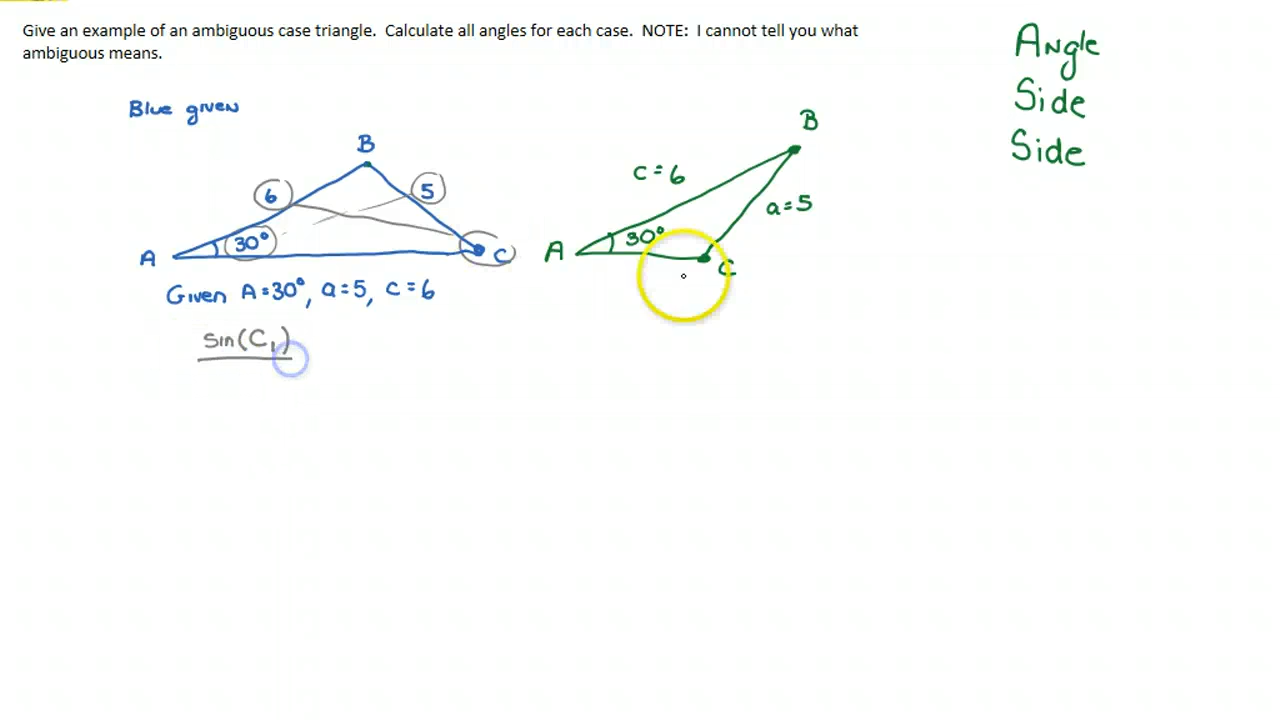 Give an example of an ambiguous case triangle. Calculate all angles for each case. NOTE: I cannot tell you what
ambiguous means.
Angle
Side
Side
Blue given
B
6
5
30°
A
C
Given A=30°, a=5, c=6
sin(C₁)
B
c=6
a=5
30°
A
C